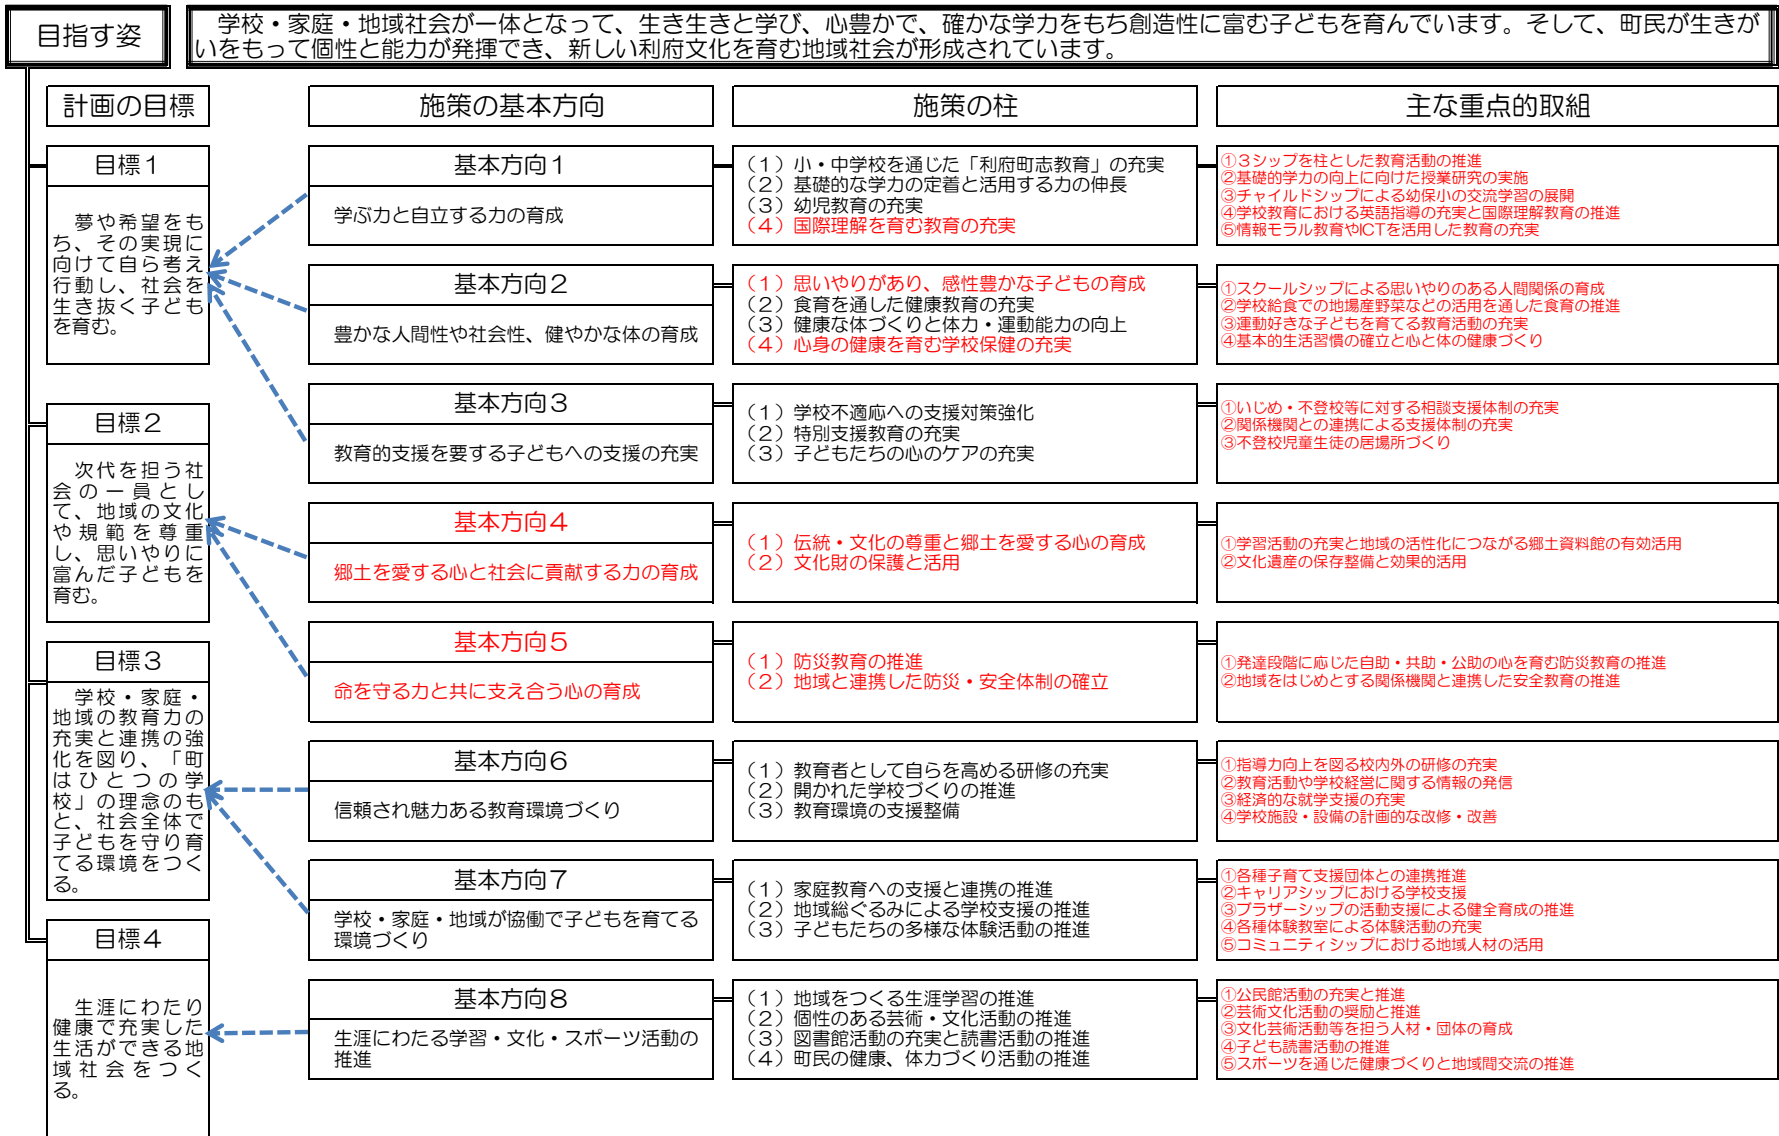 目指す姿
学校・家庭・地域社会が一体となって、生き生きと学び、心豊かで、確かな学力をもち創造性に富む子どもを育んでいます。そして、町民が生きが
いをもって個性と能力が発揮でき、新しい利府文化を育む地域社会が形成されています。
計画の目標
施策の基本方向
施策の柱
主な重点的取組
目標1
夢や希望をも
ち、その実現に
向けて自ら考え
行動し、社会を
生き抜く子ども
を育む。
基本方向1
学ぶ力と自立する力の育成
（1）小・中学校を通じた「利府町志教育」の充実
（2）基礎的な学力の定着と活用する力の伸長
（3）幼児教育の充実
（4）国際理解を育む教育の充実
①3シップを柱とした教育活動の推進
②基礎的学力の向上に向けた授業研究の実施
③チャイルドシップによる幼保小の交流学習の展開
④学校教育における英語指導の充実と国際理解教育の推進
⑤情報モラル教育やICTを活用した教育の充実
基本方向2
豊かな人間性や社会性、健やかな体の育成
（1）思いやりがあり、感性豊かな子どもの育成
（2）食育を通した健康教育の充実
（3）健康な体づくりと体力・運動能力の向上
（4）心身の健康を育む学校保健の充実
①スクールシップによる思いやりのある人間関係の育成
②学校給食での地場産野菜などの活用を通した食育の推進
③運動好きな子どもを育てる教育活動の充実
④基本的生活習慣の確立と心と体の健康づくり
基本方向3
教育的支援を要する子どもへの支援の充実
（1）学校不適応への支援対策強化
（2）特別支援教育の充実
（3）子どもたちの心のケアの充実
①いじめ・不登校等に対する相談支援体制の充実
②関係機関との連携による支援体制の充実
③不登校児童生徒の居場所づくり
目標2
次代を担う社
会の一員とし
て、地域の文化
や規範を尊重
し、思いやりに
富んだ子どもを
育む。
基本方向4
郷土を愛する心と社会に貢献する力の育成
（1）伝統・文化の尊重と郷土を愛する心の育成
（2）文化財の保護と活用
①学習活動の充実と地域の活性化につながる郷土資料館の有効活用
②文化遺産の保存整備と効果的活用
基本方向5
命を守る力と共に支え合う心の育成
（1）防災教育の推進
（2）地域と連携した防災・安全体制の確立
①発達段階に応じた自助・共助・公助の心を育む防災教育の推進
②地域をはじめとする関係機関と連携した安全教育の推進
目標3
学校・家庭・
地域の教育力の
充実と連携の強
化を図り、「町
はひとつの学
校」の理念のも
と、社会全体で
子どもを守り育
てる環境をつく
る。
基本方向6
信頼され魅力ある教育環境づくり
（1）教育者として自らを高める研修の充実
（2）開かれた学校づくりの推進
（3）教育環境の支援整備
①指導力向上を図る校内外の研修の充実
②教育活動や学校経営に関する情報の発信
③経済的な就学支援の充実
④学校施設・設備の計画的な改修・改善
基本方向7
学校・家庭・地域が協働で子どもを育てる
環境づくり
（1）家庭教育への支援と連携の推進
（2）地域総ぐるみによる学校支援の推進
（3）子どもたちの多様な体験活動の推進
①各種子育て支援団体との連携推進
②キャリアシップにおける学校支援
③ブラザーシップの活動支援による健全育成の推進
④各種体験教室による体験活動の充実
⑤コミュニティシップにおける地域人材の活用
目標4
生涯にわたり
健康で充実した
生活ができる地
域社会をつく
る。
基本方向8
生涯にわたる学習・文化・スポーツ活動の
推進
（1）地域をつくる生涯学習の推進
（2）個性のある芸術・文化活動の推進
（3）図書館活動の充実と読書活動の推進
（4）町民の健康、体力づくり活動の推進
①公民館活動の充実と推進
②芸術文化活動の奨励と推進
③文化芸術活動等を担う人材・団体の育成
④子ども読書活動の推進
⑤スポーツを通じた健康づくりと地域間交流の推進